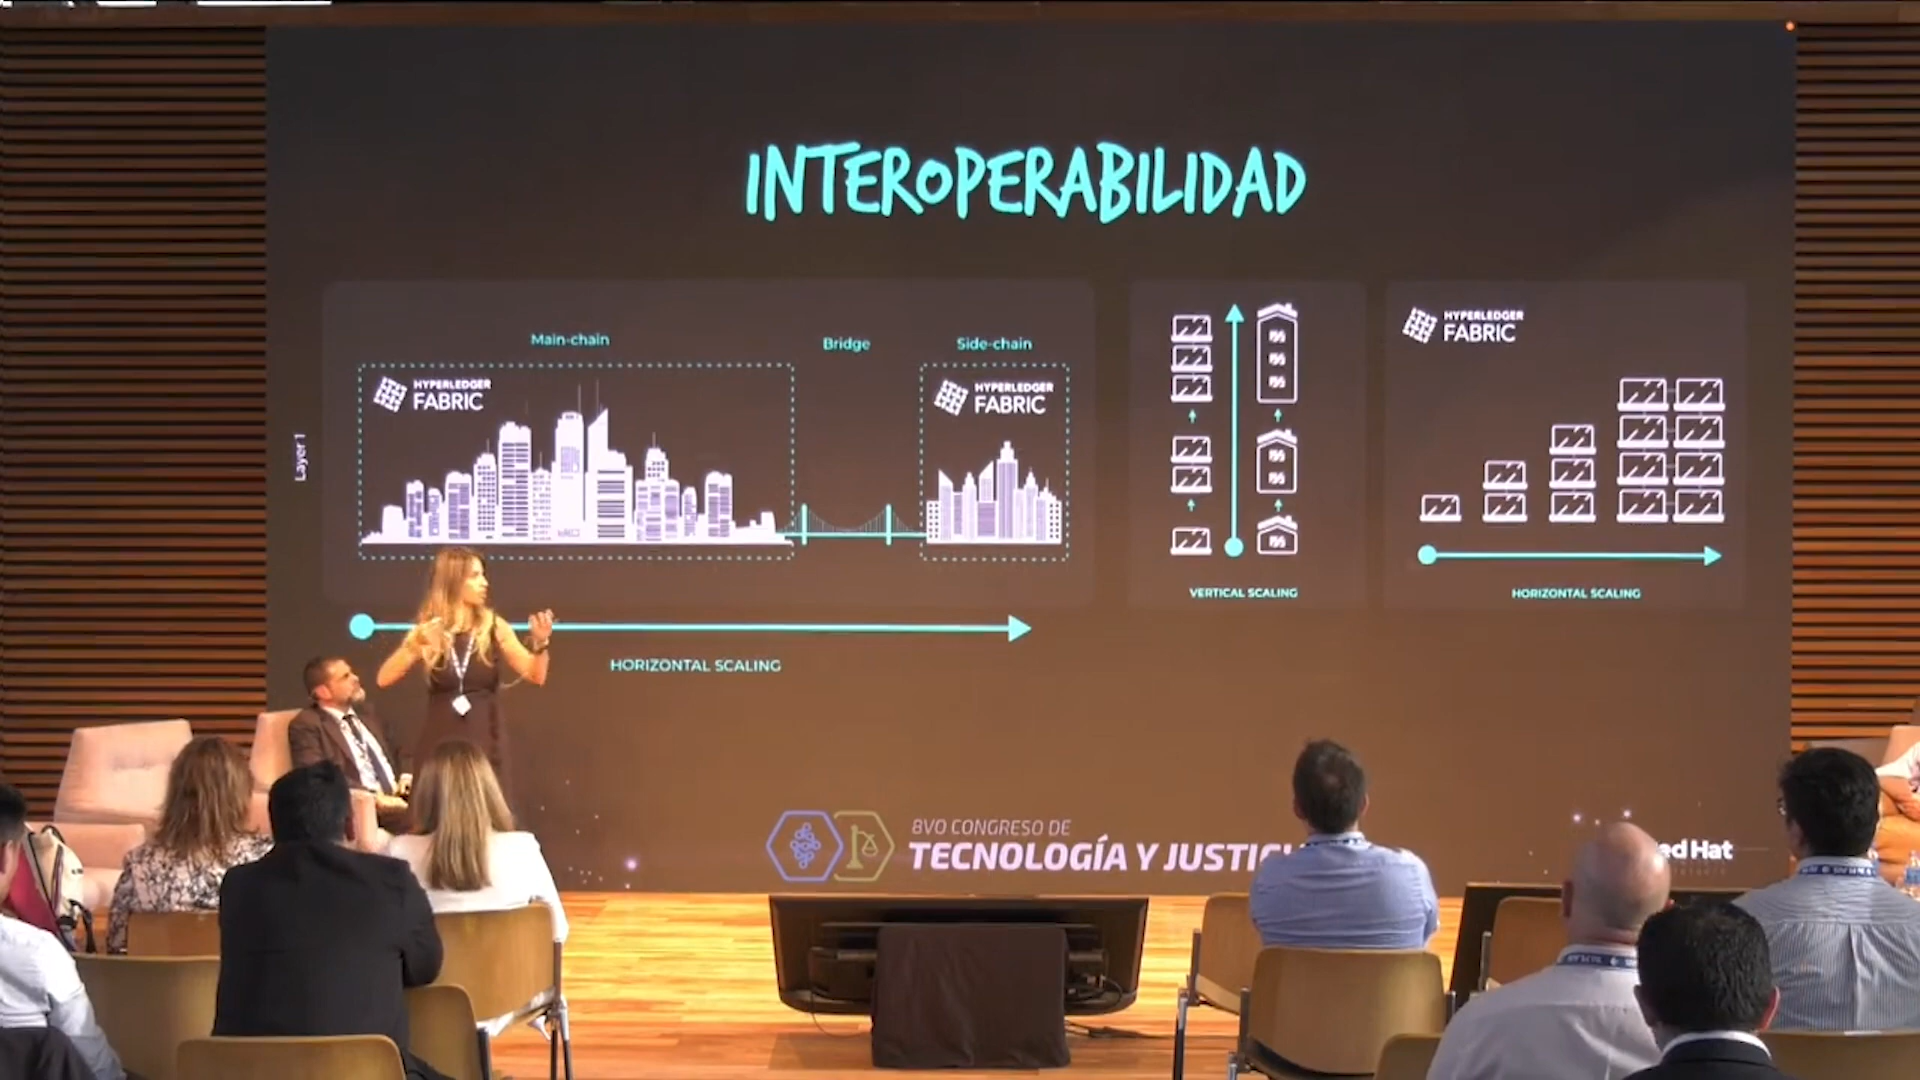 INTEROPERABILIDAD
Main-chain
Bridge
Side-chain
HYPERLEDGER
FABRIC
HYPERLEDGER
FABRIC
HYPERLEDGER
FABRIC
Layer 1
VERTICAL SCALING
HORIZONTAL SCALING
HORIZONTAL SCALING
8VO CONGRESO DE
TECNOLOGÍA Y JUSTICI
ed Hat